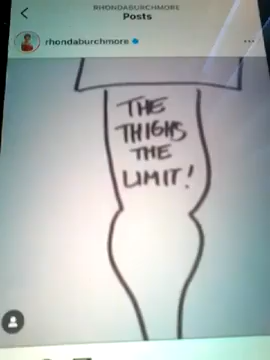 RHONDABURCHMORE
Posts
rhondaburchmore
THE
THIGHS
THE
LIMIT!